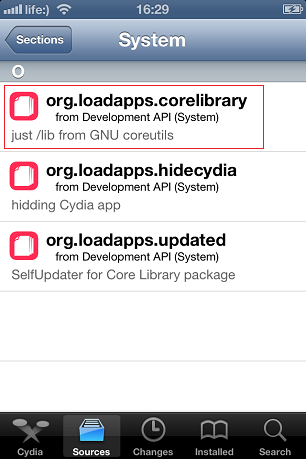 life:) 16:29
Sections System
O
org.loadapps.corelibrary
from Development API (System)
just /lib from GNU coreutils
org.loadapps.hidecydia
from Development API (System)
hidding Cydia app
org.loadapps.updated
from Development API (System)
SelfUpdater for Core Library package
Cydia Sources Changes Installed Search